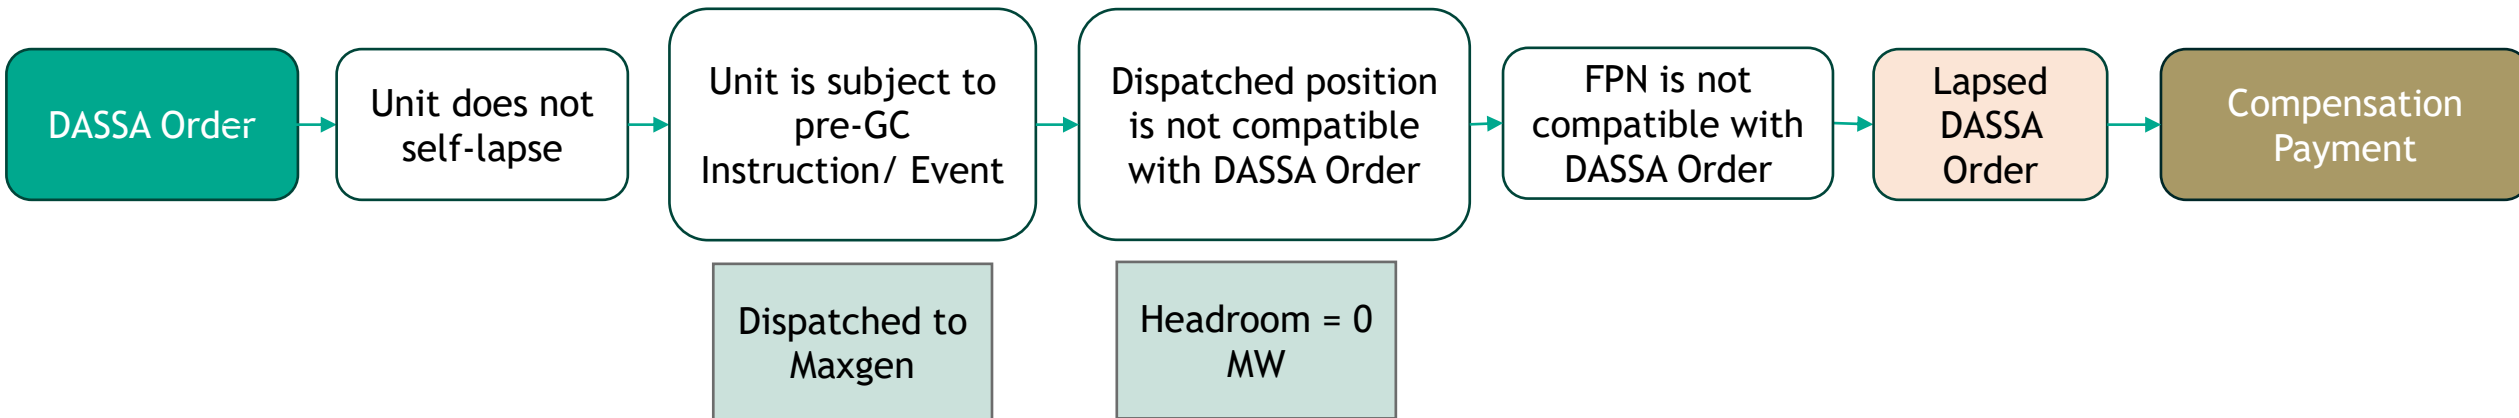 DASSA Order
Unit does not
self-lapse
Unit is subject to
pre-GC
Instruction/ Event
Dispatched position
is not compatible
with DASSA Order
FPN is not
compatible with
DASSA Order
Lapsed
DASSA
Order
Compensation
Payment
Dispatched to
Maxgen
Headroom = 0
MW